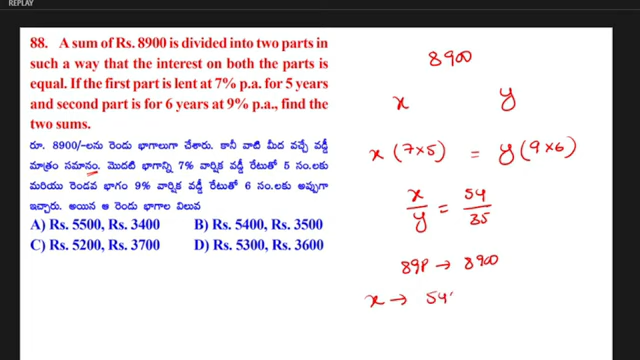 REPLAY
88. A sum of Rs. 8900 is divided into two parts in
such a way that the interest on both the parts is
equal. If the first part is lent at 7% p.a. for 5 years
and second part is for 6 years at 9% p.a., find the
two sums.
రూ. 8900/–లను రెండు భాగాలుగా చేశారు. కానీ వాటి మీద వచ్చే వడ్డీ
మాత్రం సమానం. మొదటి భాగాన్ని 7% వార్షిక వడ్డీ రేటుతో 5 సం.లకు
మరియు రెండవ భాగం 9% వార్షిక వడ్డీ రేటుతో 6 సం.లకు అప్పుగా
ఇచ్చారు. అయిన ఆ రెండు భాగాల విలువ
A) Rs. 5500, Rs. 3400 B) Rs. 5400, Rs. 3500
C) Rs. 5200, Rs. 3700 D) Rs. 5300, Rs. 3600
8900
x y
x (7×5) = y (9×6)
x/y = 54/35
89P → 8900
x → 54